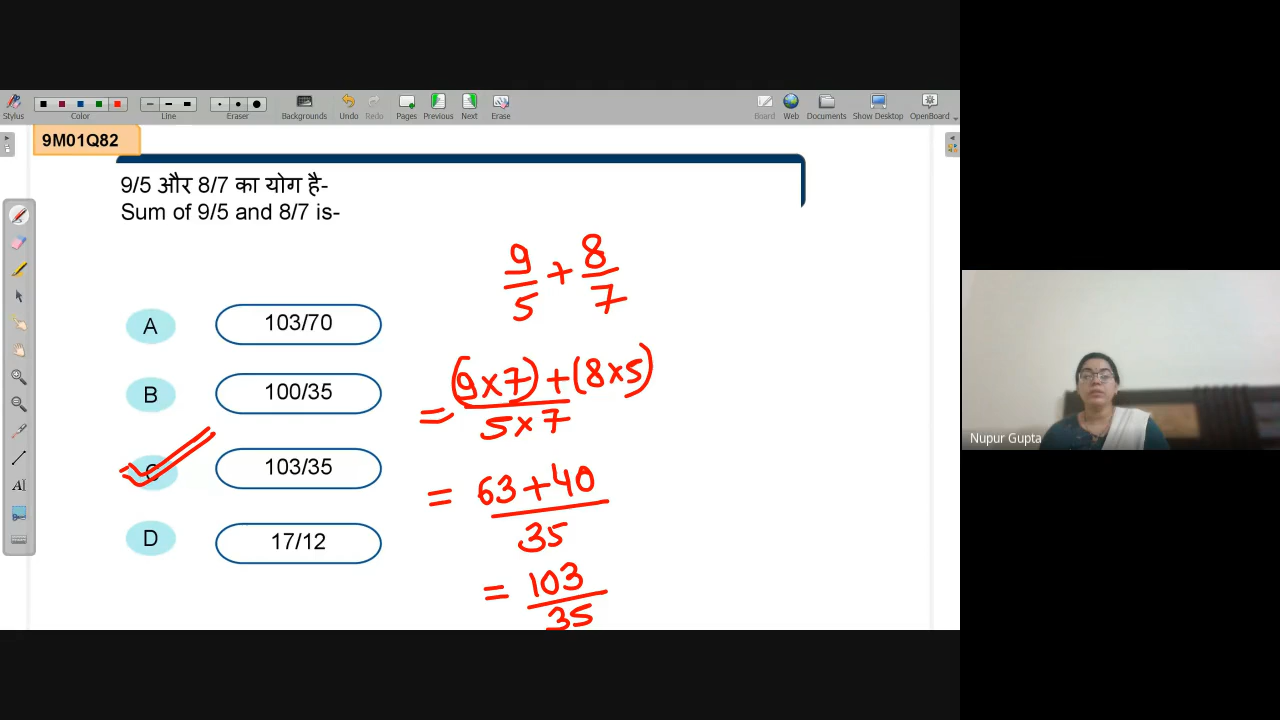 Stylus
Color
Line
Eraser
Backgrounds
Undo
Redo
Pages
Previous
Next
Erase
Board
Web
Documents
Show Desktop
OpenBoard
9M01Q82
9/5 और 8/7 का योग है-
Sum of 9/5 and 8/7 is-
9/5 + 8/7
A 103/70
B 100/35
= (9×7)+(8×5)/5×7
C 103/35
= 63+40/35
D 17/12
= 103/35
Nupur Gupta